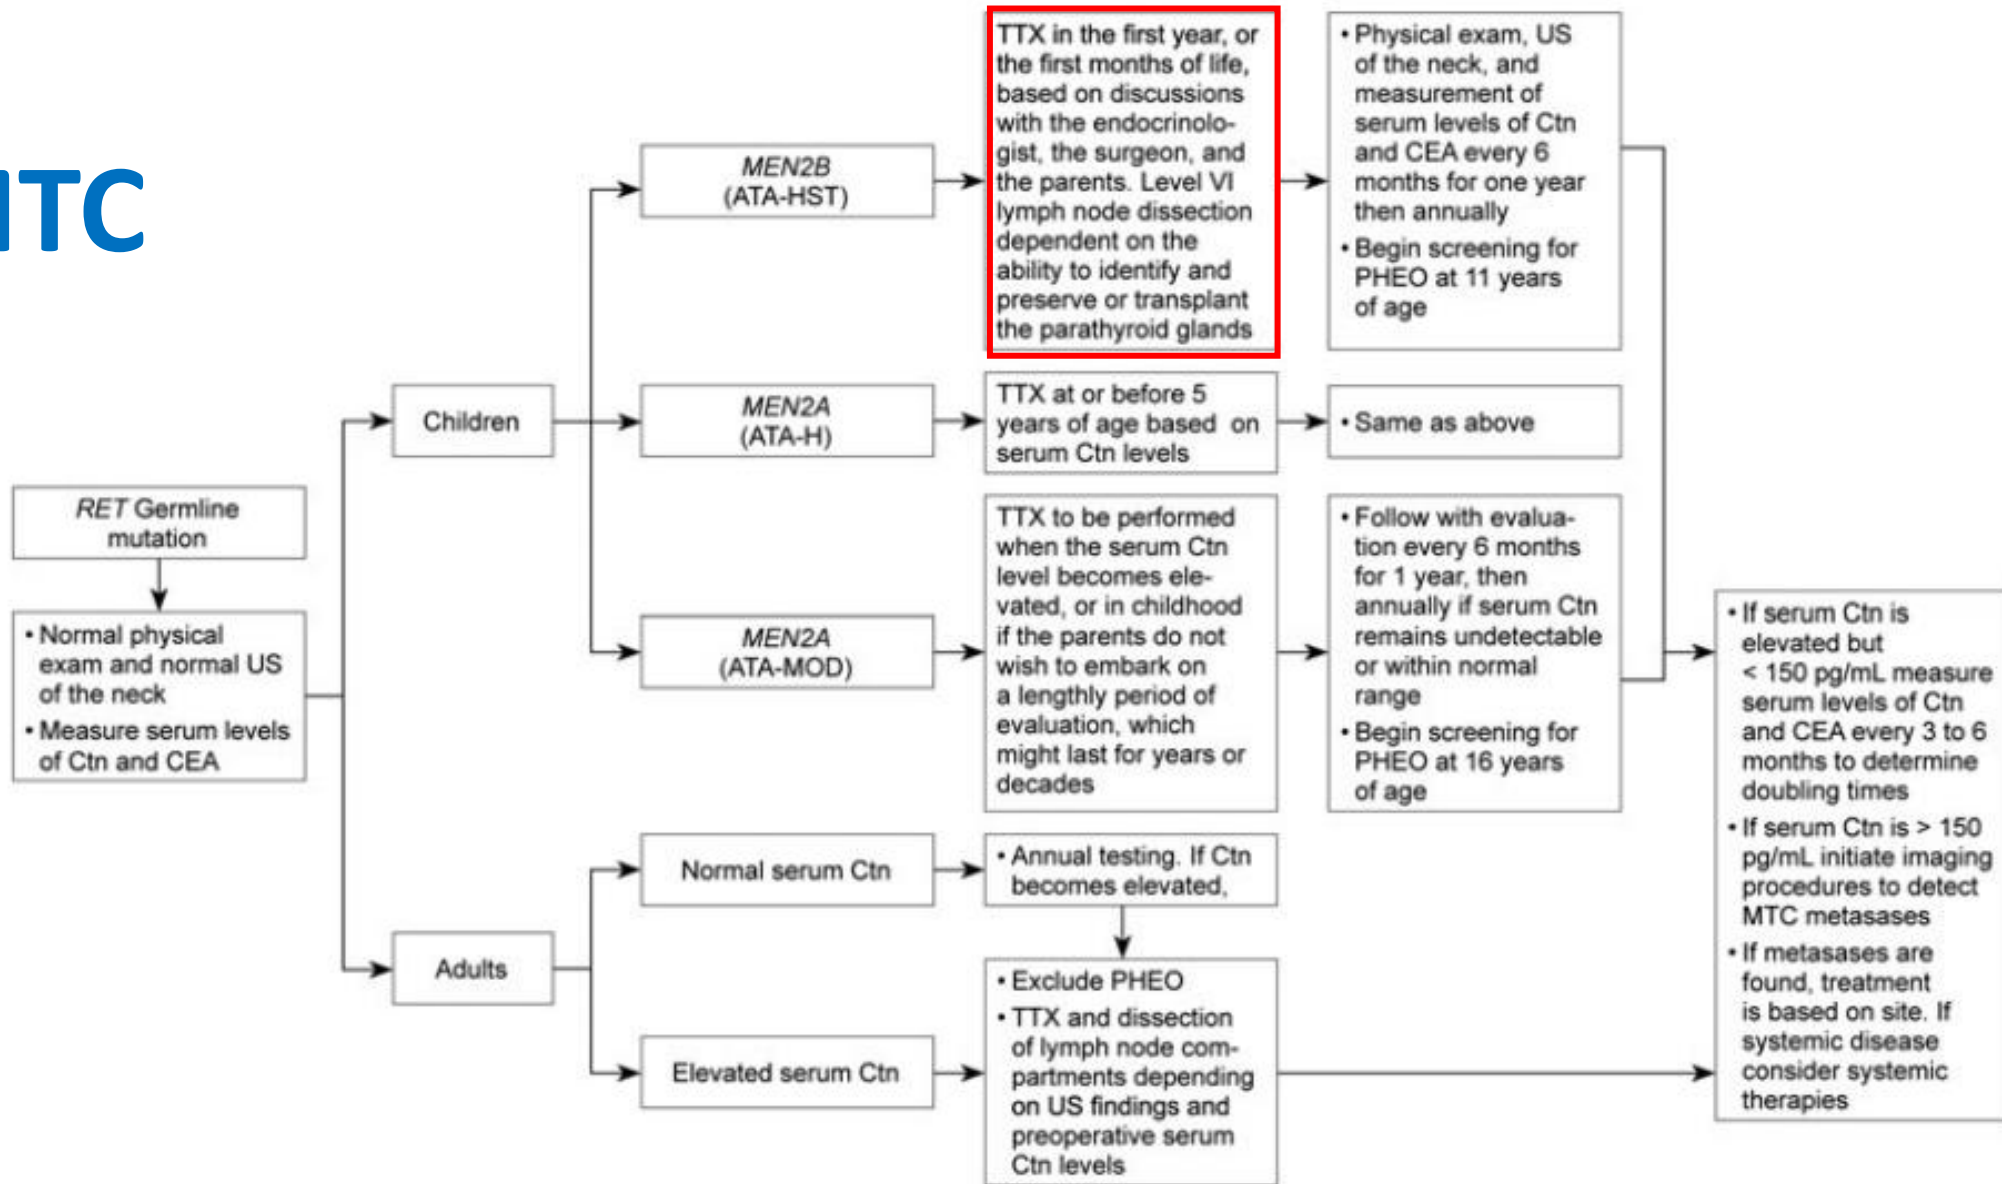 MTC
RET Germline
mutation
• Normal physical
exam and normal US
of the neck
• Measure serum levels
of Ctn and CEA
Children
Adults
MEN2B
(ATA-HST)
MEN2A
(ATA-H)
MEN2A
(ATA-MOD)
Normal serum Ctn
Elevated serum Ctn
TTX in the first year, or
the first months of life,
based on discussions
with the endocrinolo-
gist, the surgeon, and
the parents. Level VI
lymph node dissection
dependent on the
ability to identify and
preserve or transplant
the parathyroid glands
TTX at or before 5
years of age based on
serum Ctn levels
TTX to be performed
when the serum Ctn
level becomes ele-
vated, or in childhood
if the parents do not
wish to embark on
a lengthly period of
evaluation, which
might last for years or
decades
• Annual testing. If Ctn
becomes elevated,
• Exclude PHEO
• TTX and dissection
of lymph node com-
partments depending
on US findings and
preoperative serum
Ctn levels
• Physical exam, US
of the neck, and
measurement of
serum levels of Ctn
and CEA every 6
months for one year
then annually
• Begin screening for
PHEO at 11 years
of age
• Same as above
• Follow with evalua-
tion every 6 months
for 1 year, then
annually if serum Ctn
remains undetectable
or within normal
range
• Begin screening for
PHEO at 16 years
of age
• If serum Ctn is
elevated but
< 150 pg/mL measure
serum levels of Ctn
and CEA every 3 to 6
months to determine
doubling times
• If serum Ctn is > 150
pg/mL initiate imaging
procedures to detect
MTC metasases
• If metasases are
found, treatment
is based on site. If
systemic disease
consider systemic
therapies